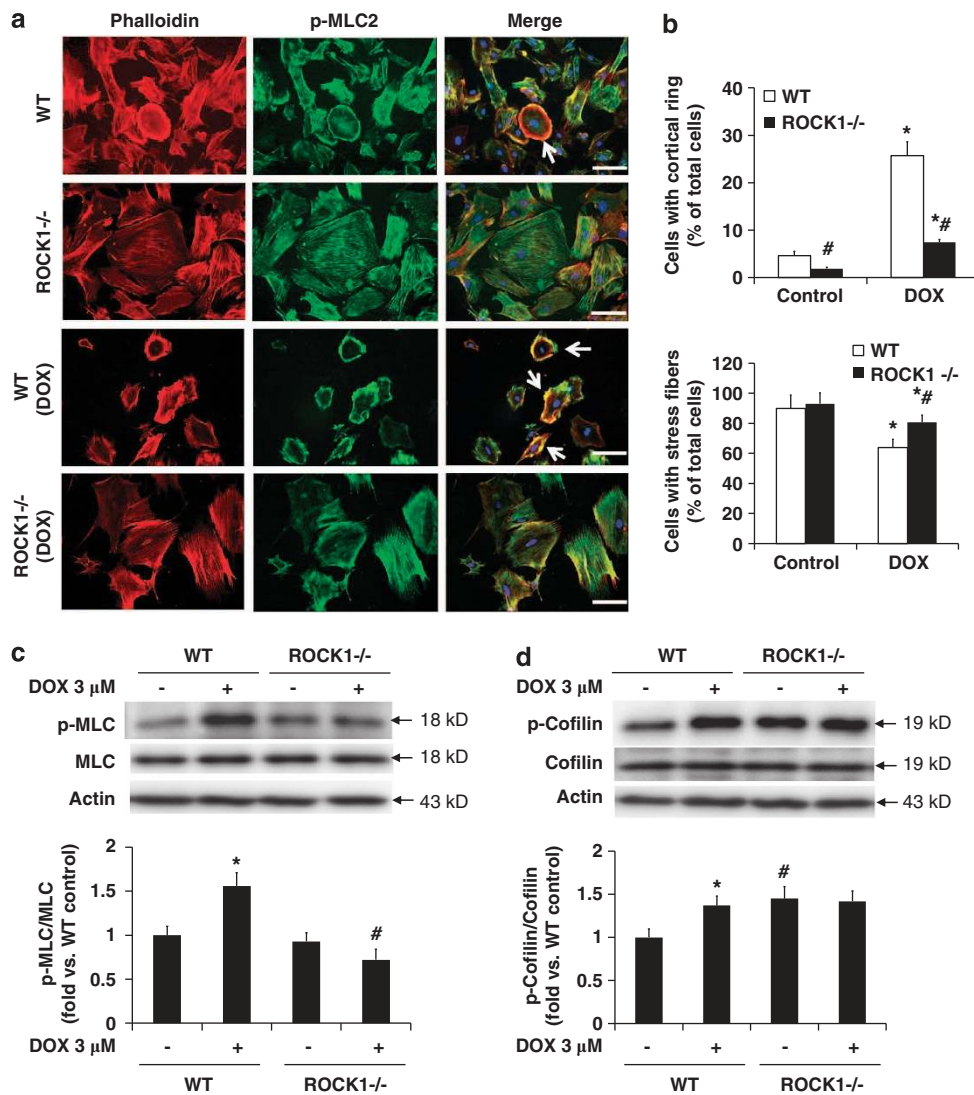 a
Phalloidin p-MLC2 Merge
WT
ROCK1-/-
WT
(DOX)
ROCK1-/-
(DOX)
b
WT
ROCK1-/-
Cells with cortical ring
(% of total cells)
40
30
20
10
0
*
#
*#
Control DOX
WT
ROCK1 -/-
Cells with stress fibers
(% of total cells)
120
100
80
60
40
20
0
*
*#
Control DOX
c
WT ROCK1-/-
DOX 3 μM - + - +
p-MLC 18 kD
MLC 18 kD
Actin 43 kD
p-MLC/MLC
(fold vs. WT control)
2
1.5
1
0.5
0
*
#
DOX 3 μM - + - +
WT ROCK1-/-
d
WT ROCK1-/-
DOX 3 μM - + - +
p-Cofilin 19 kD
Cofilin 19 kD
Actin 43 kD
p-Cofilin/Cofilin
(fold vs. WT control)
2
1.5
1
0.5
0
*
#
DOX 3 μM - + - +
WT ROCK1-/-